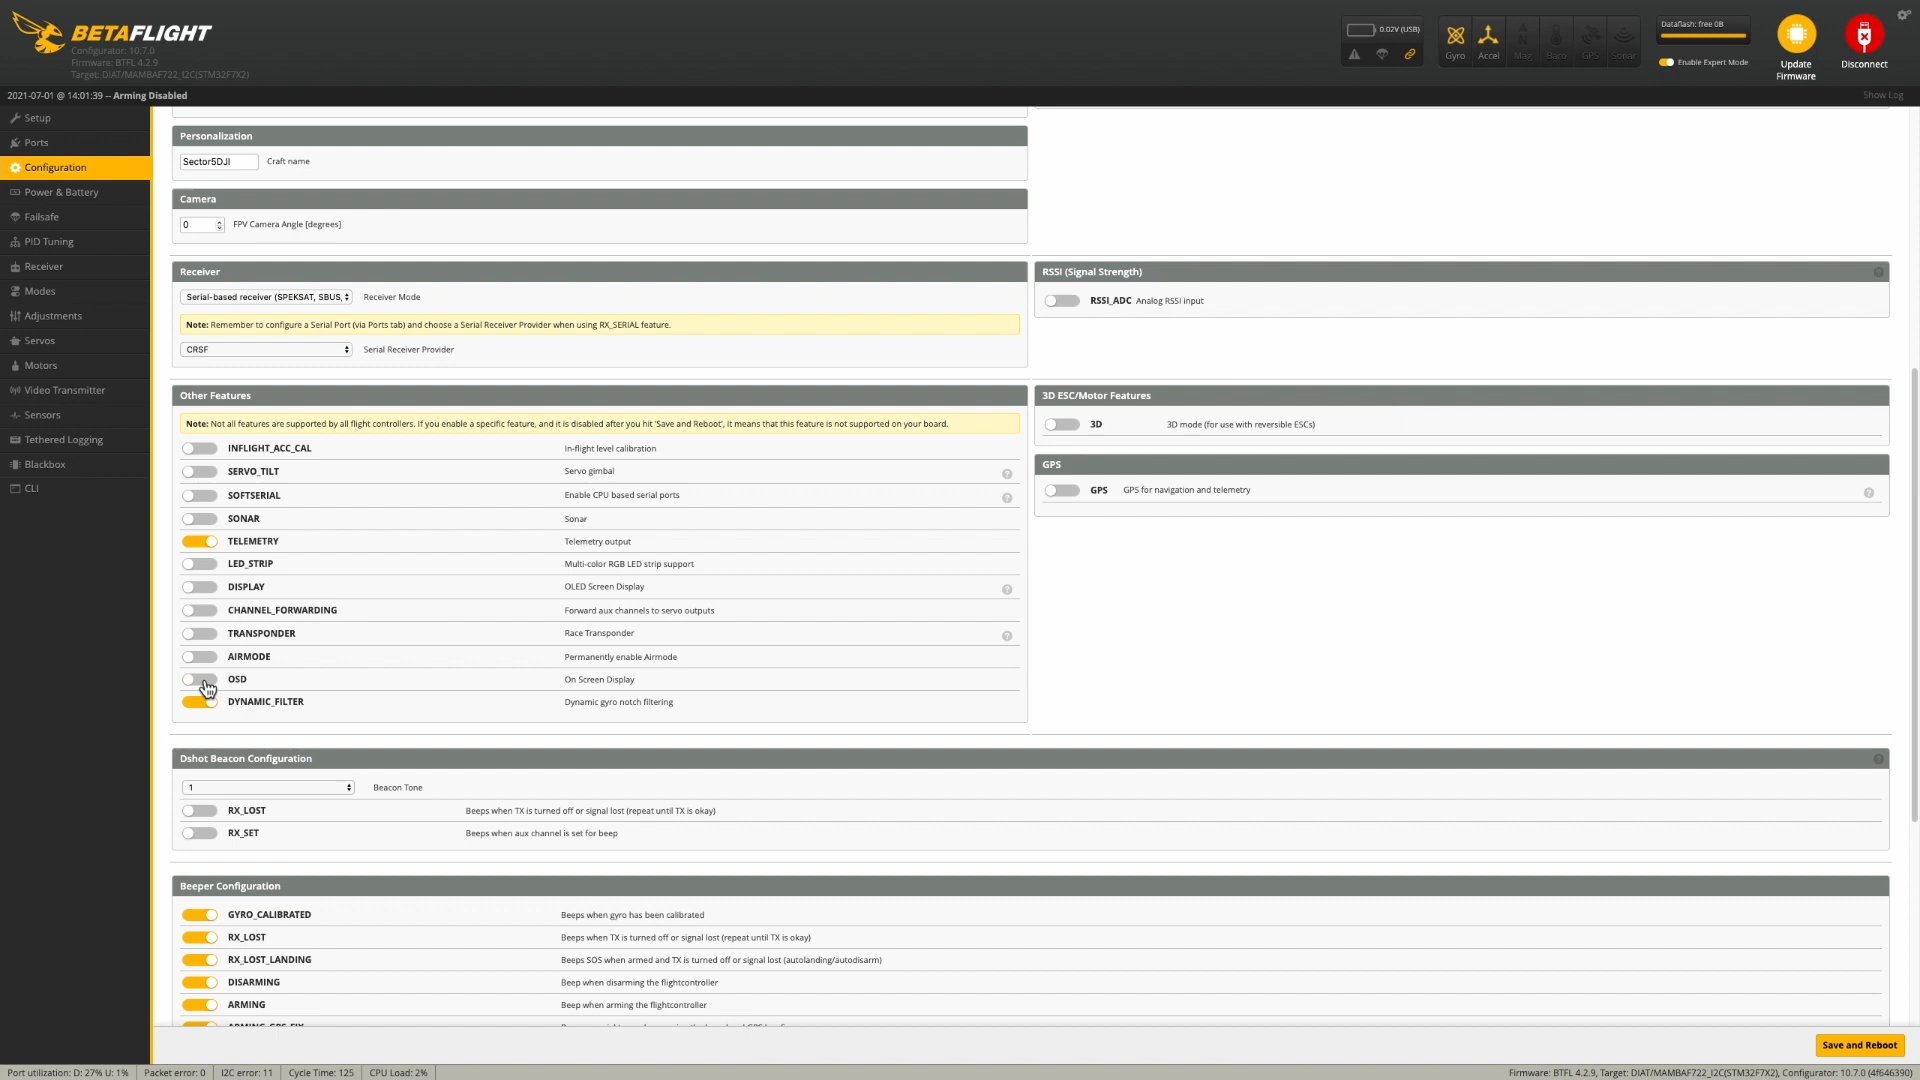 BETAFLIGHT
Configurator: 10.7.0
Firmware: BTFL 4.2.9
Target: DIAT/MAMBAF722_I2C(STM32F7X2)
0.02V (USB)
Gyro
Accel
Mag
Baro
GPS
Sonar
Dataflash: free 0B
Enable Expert Mode
Update
Firmware
Disconnect
2021-07-01 @ 14:01:39 -- Arming Disabled
Show Log
Setup
Ports
Configuration
Power & Battery
Failsafe
PID Tuning
Receiver
Modes
Adjustments
Servos
Motors
Video Transmitter
Sensors
Tethered Logging
Blackbox
CLI
Personalization
Sector5DJI Craft name
Camera
0 FPV Camera Angle [degrees]
Receiver
Serial-based receiver (SPEKSAT, SBUS, Receiver Mode
Note: Remember to configure a Serial Port (via Ports tab) and choose a Serial Receiver Provider when using RX_SERIAL feature.
CRSF Serial Receiver Provider
RSSI (Signal Strength) ?
RSSI_ADC Analog RSSI input
Other Features
Note: Not all features are supported by all flight controllers. If you enable a specific feature, and it is disabled after you hit 'Save and Reboot', it means that this feature is not supported on your board.
INFLIGHT_ACC_CAL In-flight level calibration
SERVO_TILT Servo gimbal ?
SOFTSERIAL Enable CPU based serial ports ?
SONAR Sonar
TELEMETRY Telemetry output
LED_STRIP Multi-color RGB LED strip support
DISPLAY OLED Screen Display ?
CHANNEL_FORWARDING Forward aux channels to servo outputs
TRANSPONDER Race Transponder ?
AIRMODE Permanently enable Airmode
OSD On Screen Display
DYNAMIC_FILTER Dynamic gyro notch filtering
3D ESC/Motor Features
3D 3D mode (for use with reversible ESCs)
GPS
GPS GPS for navigation and telemetry ?
Dshot Beacon Configuration ?
1 Beacon Tone
RX_LOST Beeps when TX is turned off or signal lost (repeat until TX is okay)
RX_SET Beeps when aux channel is set for beep
Beeper Configuration
GYRO_CALIBRATED Beeps when gyro has been calibrated
RX_LOST Beeps when TX is turned off or signal lost (repeat until TX is okay)
RX_LOST_LANDING Beeps SOS when armed and TX is turned off or signal lost (autolanding/autodisarm)
DISARMING Beep when disarming the flightcontroller
ARMING Beep when arming the flightcontroller
Save and Reboot
Port utilization: D: 27% U: 1% Packet error: 0 I2C error: 11 Cycle Time: 125 CPU Load: 2%
Firmware: BTFL 4.2.9, Target: DIAT/MAMBAF722_I2C(STM32F7X2), Configurator: 10.7.0 (4f646390)